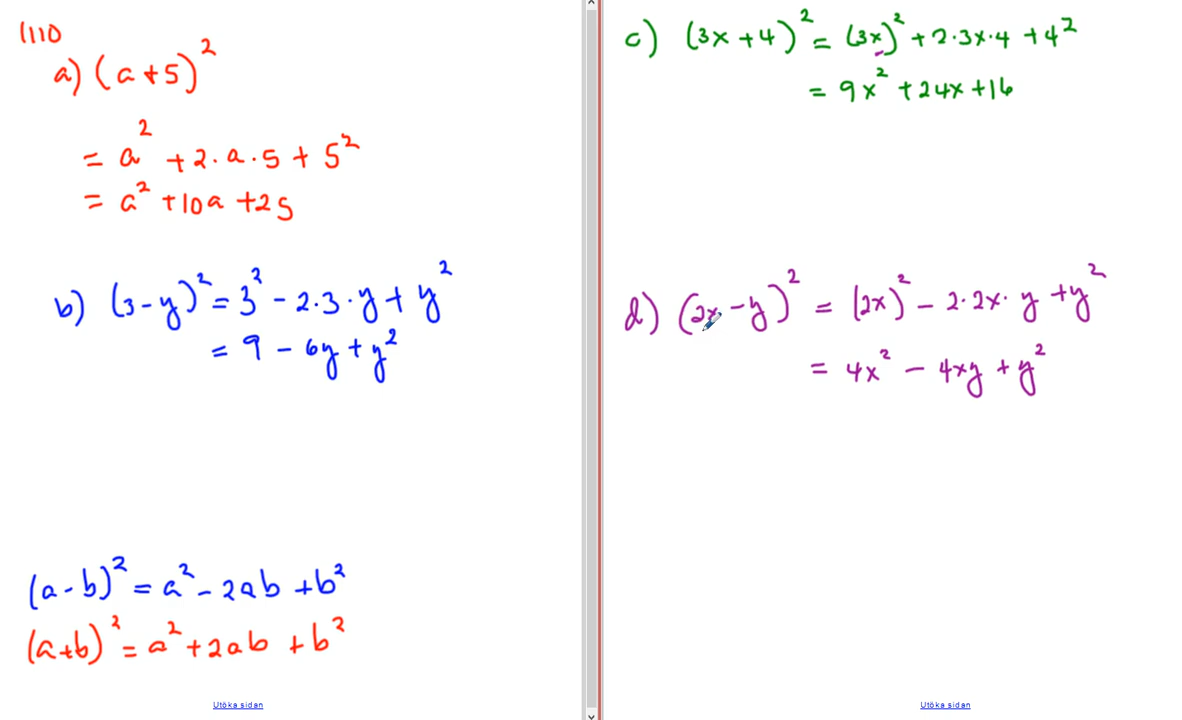 1110
a) (a+5)²
= a² + 2·a·5 + 5²
= a² + 10a + 25
b) (3-y)² = 3² - 2·3·y + y²
= 9 - 6y + y²
(a-b)² = a² - 2ab + b²
(a+b)² = a² + 2ab + b²
Utöka sidan
c) (3x+4)² = (3x)² + 2·3x·4 + 4²
= 9x² + 24x + 16
d) (2x-y)² = (2x)² - 2·2x·y + y²
= 4x² - 4xy + y²
Utöka sidan